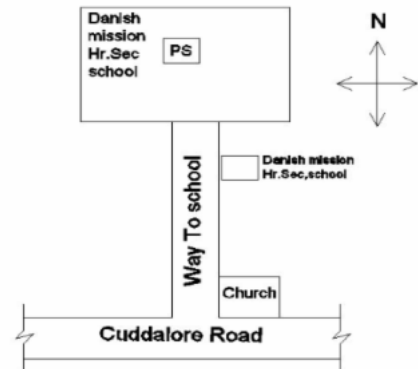 Danish
mission
Hr.Sec
school
PS
N
Danish mission
Hr.Sec,school
Way To school
Church
Cuddalore Road